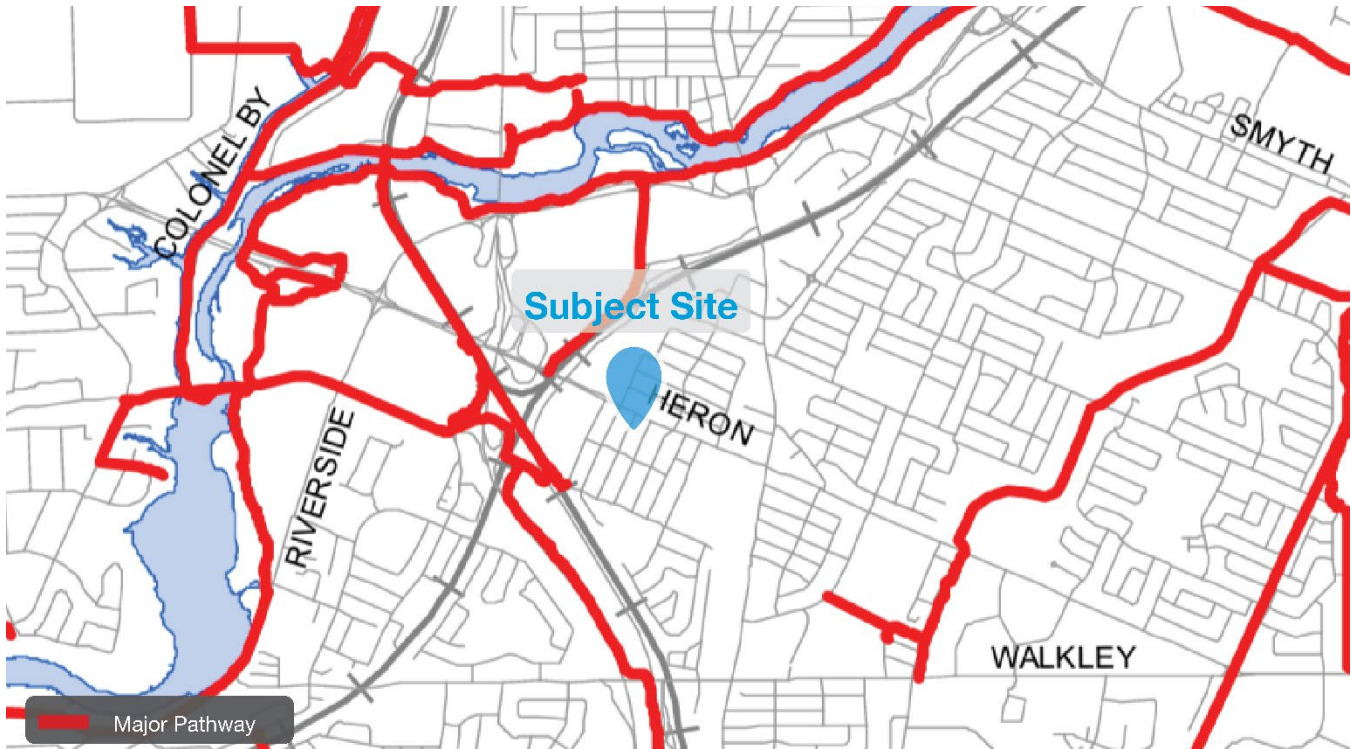 COLONEL BY
SMYTH
Subject Site
HERON
RIVERSIDE
WALKLEY
Major Pathway